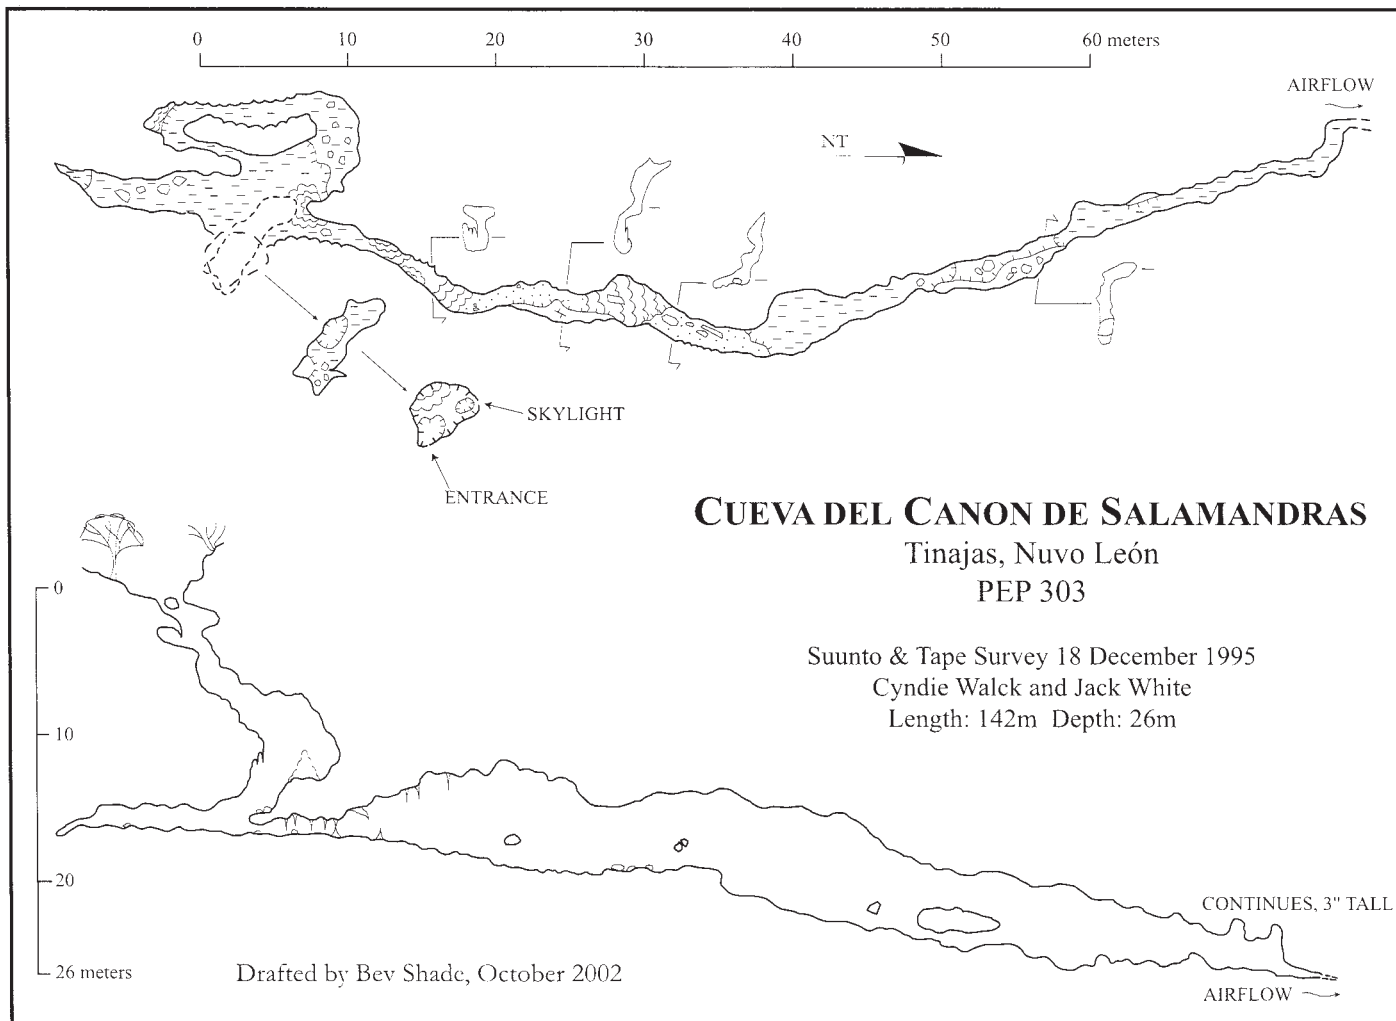 0 10 20 30 40 50 60 meters
AIRFLOW
NT
SKYLIGHT
ENTRANCE
CUEVA DEL CANON DE SALAMANDRAS
Tinajas, Nuvo León
PEP 303
Suunto & Tape Survey 18 December 1995
Cyndie Walck and Jack White
Length: 142m Depth: 26m
0
10
20
26 meters
CONTINUES, 3" TALL
AIRFLOW
Drafted by Bev Shade, October 2002